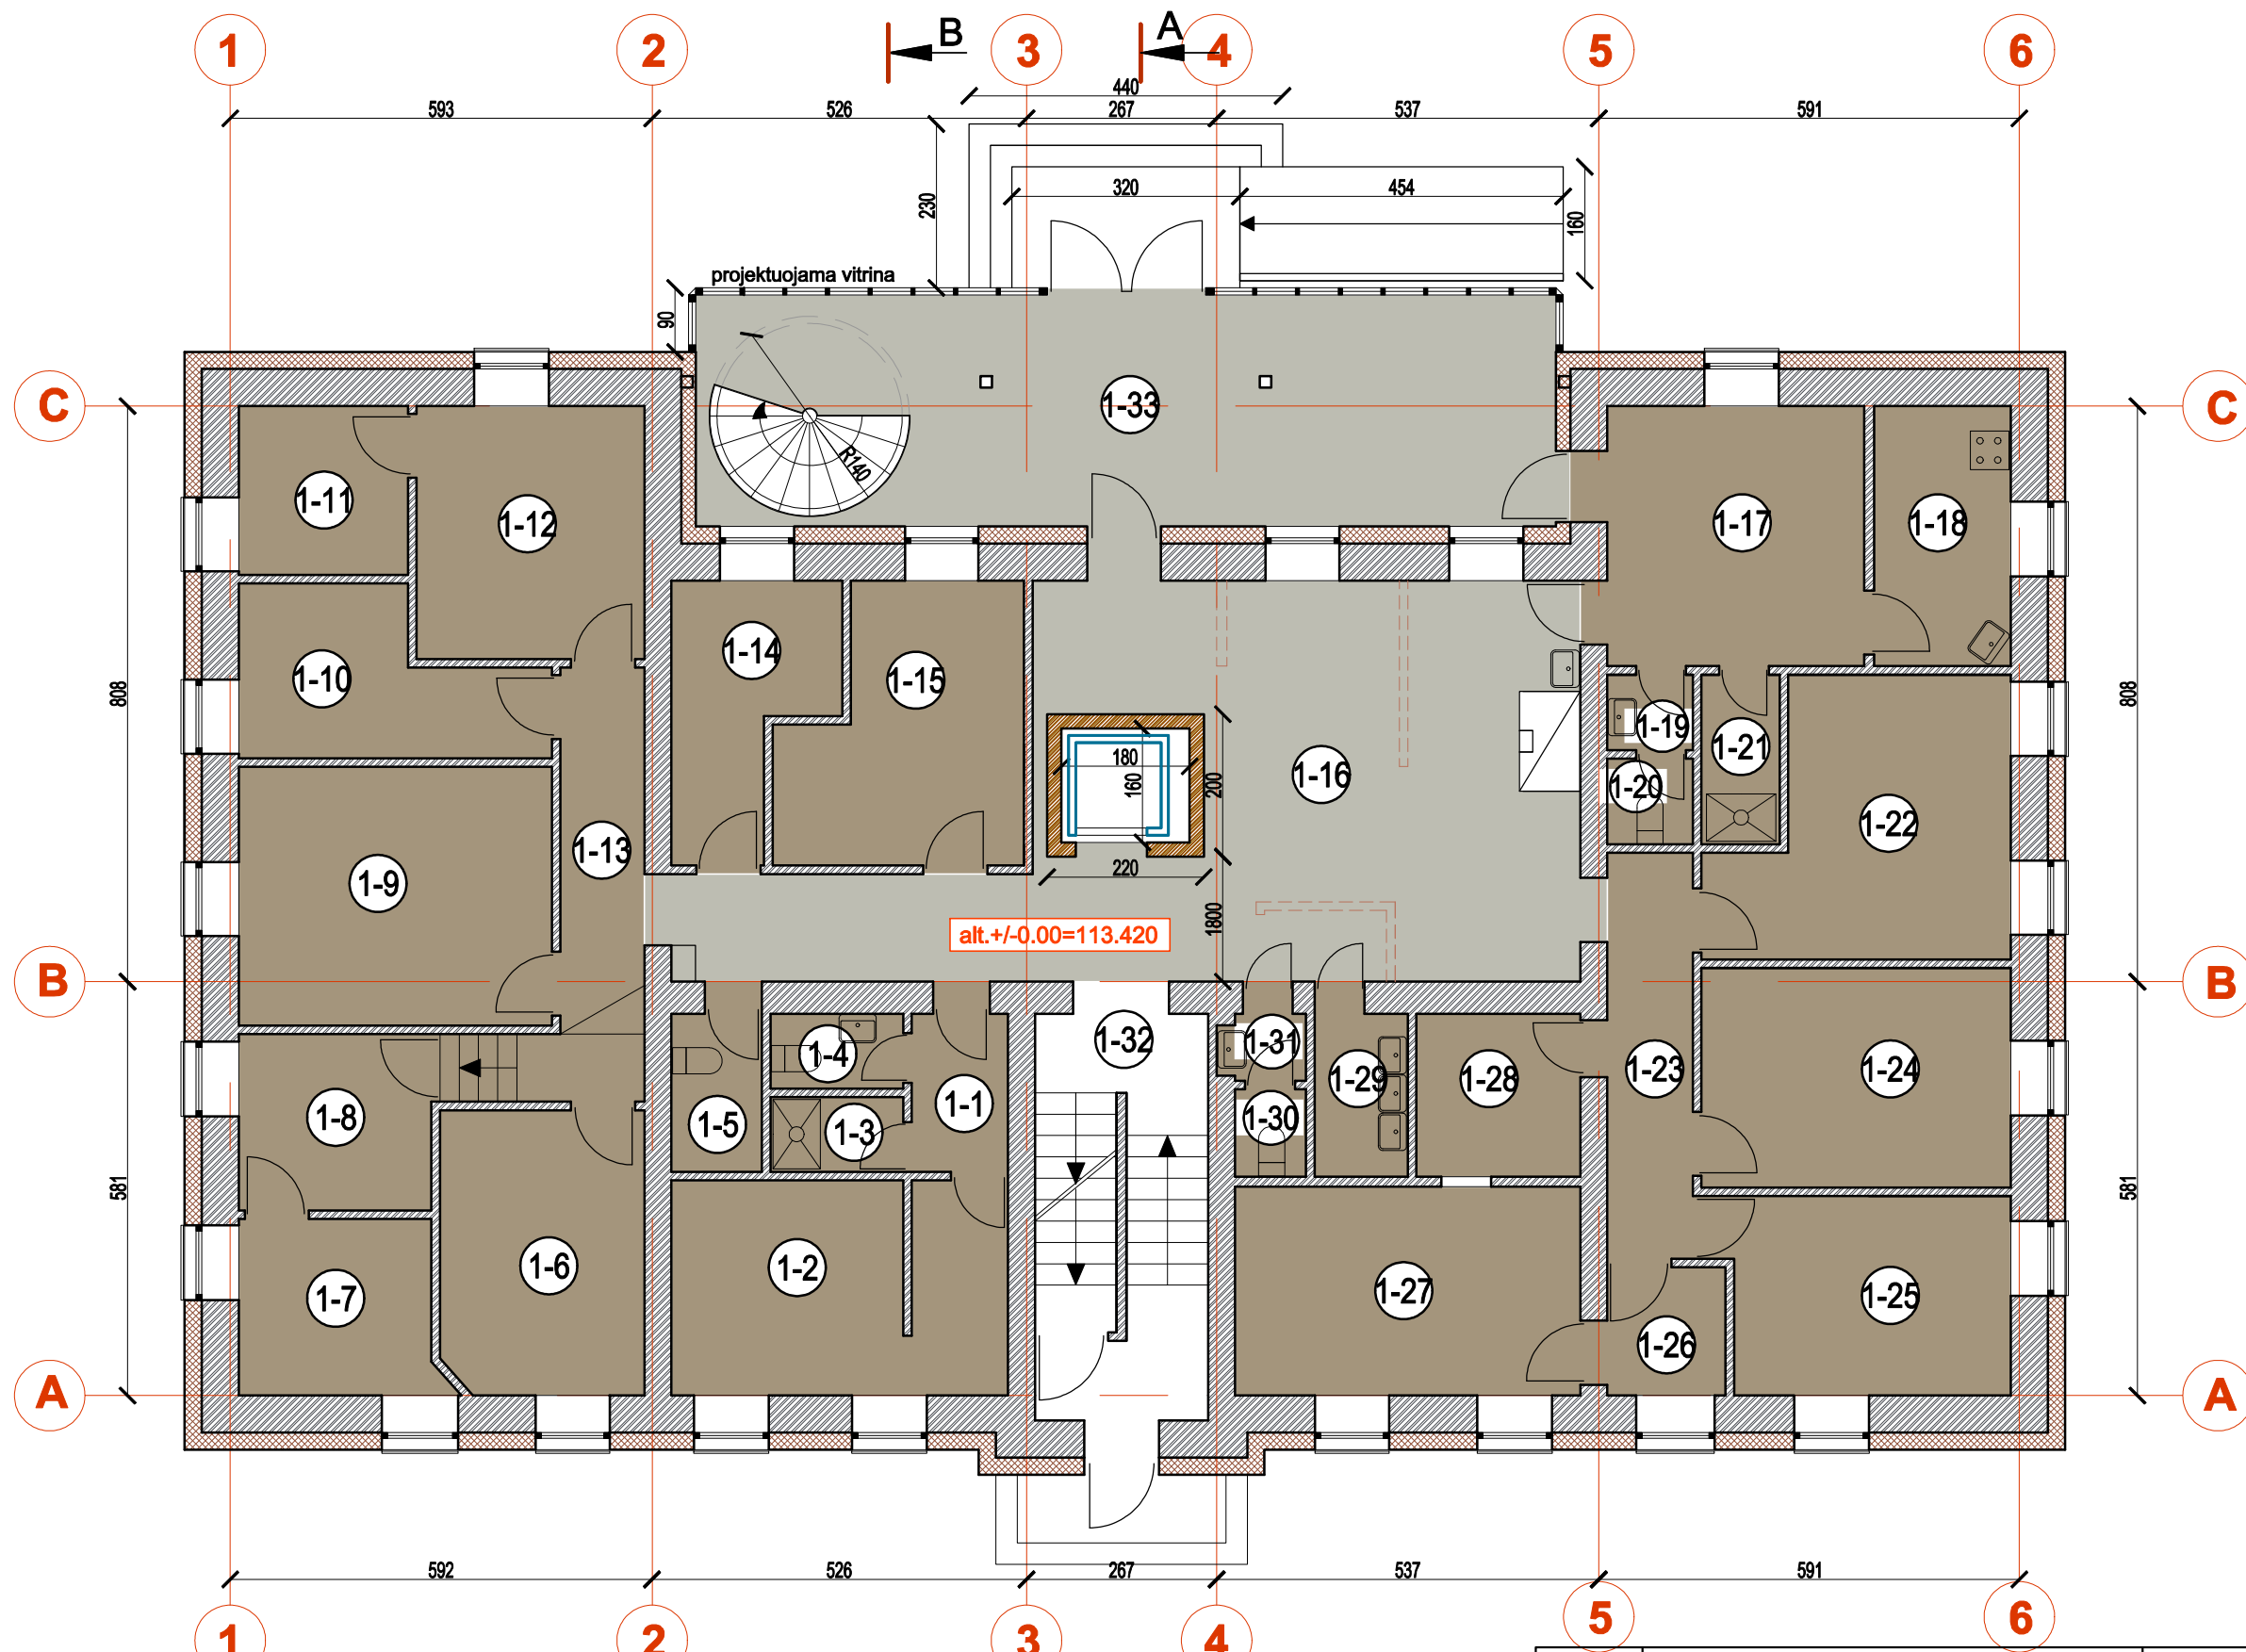 1 2 B 3 A 4 5 6
440
593 526 267 537 591
320 454
230 160
projektuojama vitrina
90
C C
1-33
R140
1-11 1-12 1-17 1-18
1-14
1-10 1-15
808 808
1-19
1-21
180
160 200
1-16
1-20
1-22
1-13
1-9
220
1800
alt.+/-0.00=113.420
B B
1-32 1-31
1-4
1-23 1-24
1-29 1-28
1-1
1-8 1-5 1-3 1-30
581 581
1-6 1-2
1-7 1-27 1-25
1-26
A A
592 526 267 537 591
1 2 3 4 5 6